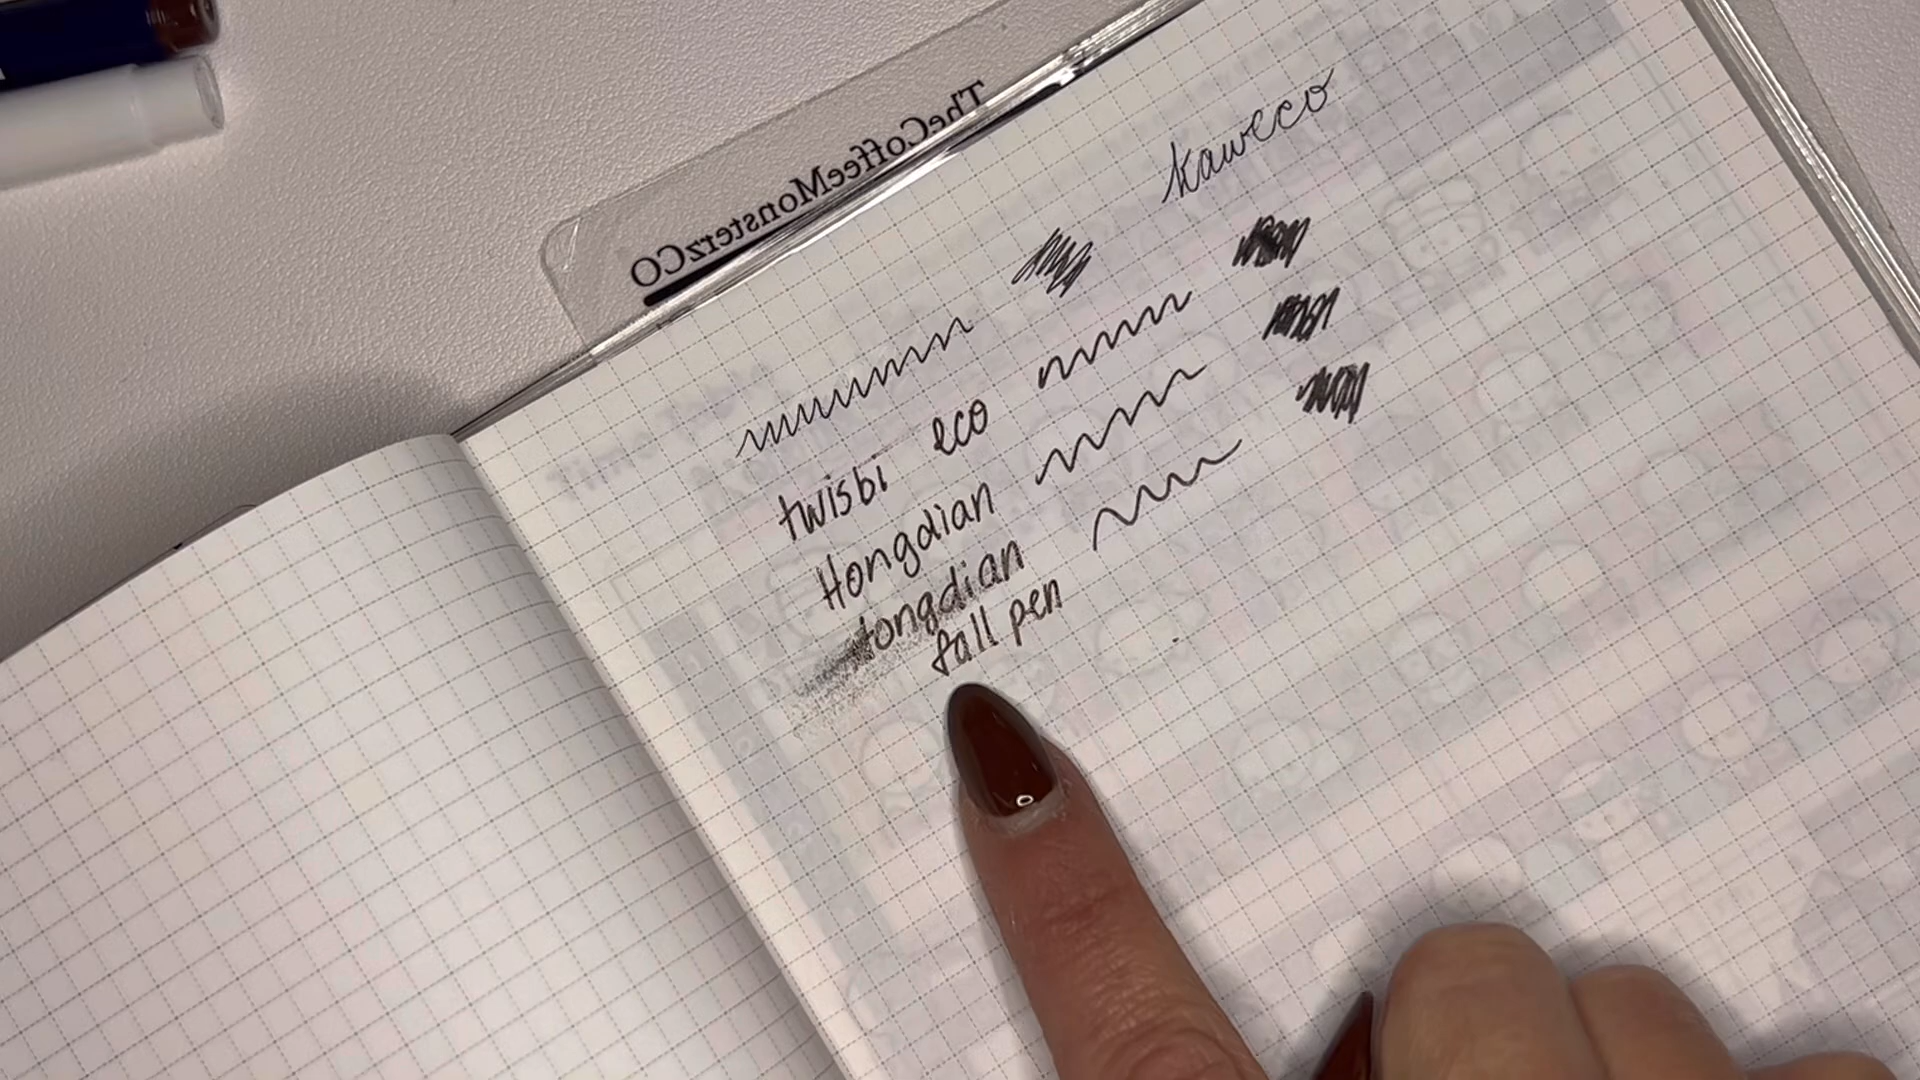 TheCoffeeMonsterzCO
kaweco
twisbi eco
Hongdian
Hongdian
fall pen